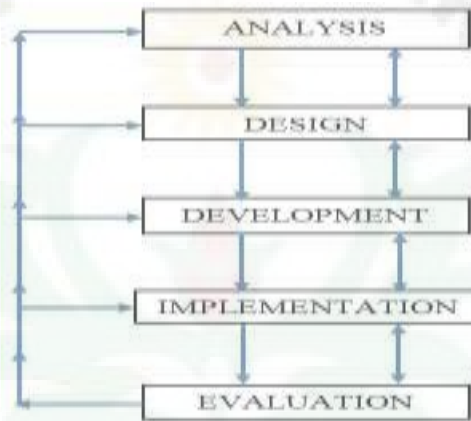 ANALYSIS
DESIGN
DEVELOPMENT
IMPLEMENTATION
EVALUATION